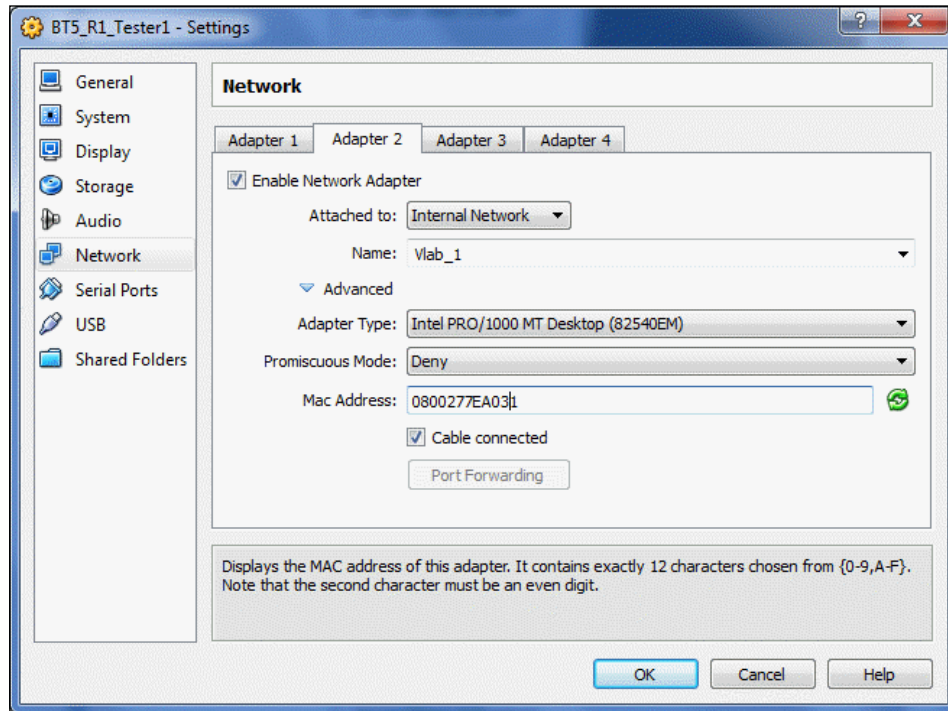 BT5_R1_Tester1 - Settings
?
X
General
System
Display
Storage
Audio
Network
Serial Ports
USB
Shared Folders
Network
Adapter 1 Adapter 2 Adapter 3 Adapter 4
Enable Network Adapter
Attached to: Internal Network
Name: Vlab_1
Advanced
Adapter Type: Intel PRO/1000 MT Desktop (82540EM)
Promiscuous Mode: Deny
Mac Address: 0800277EA031
Cable connected
Port Forwarding
Displays the MAC address of this adapter. It contains exactly 12 characters chosen from {0-9,A-F}.
Note that the second character must be an even digit.
OK Cancel Help